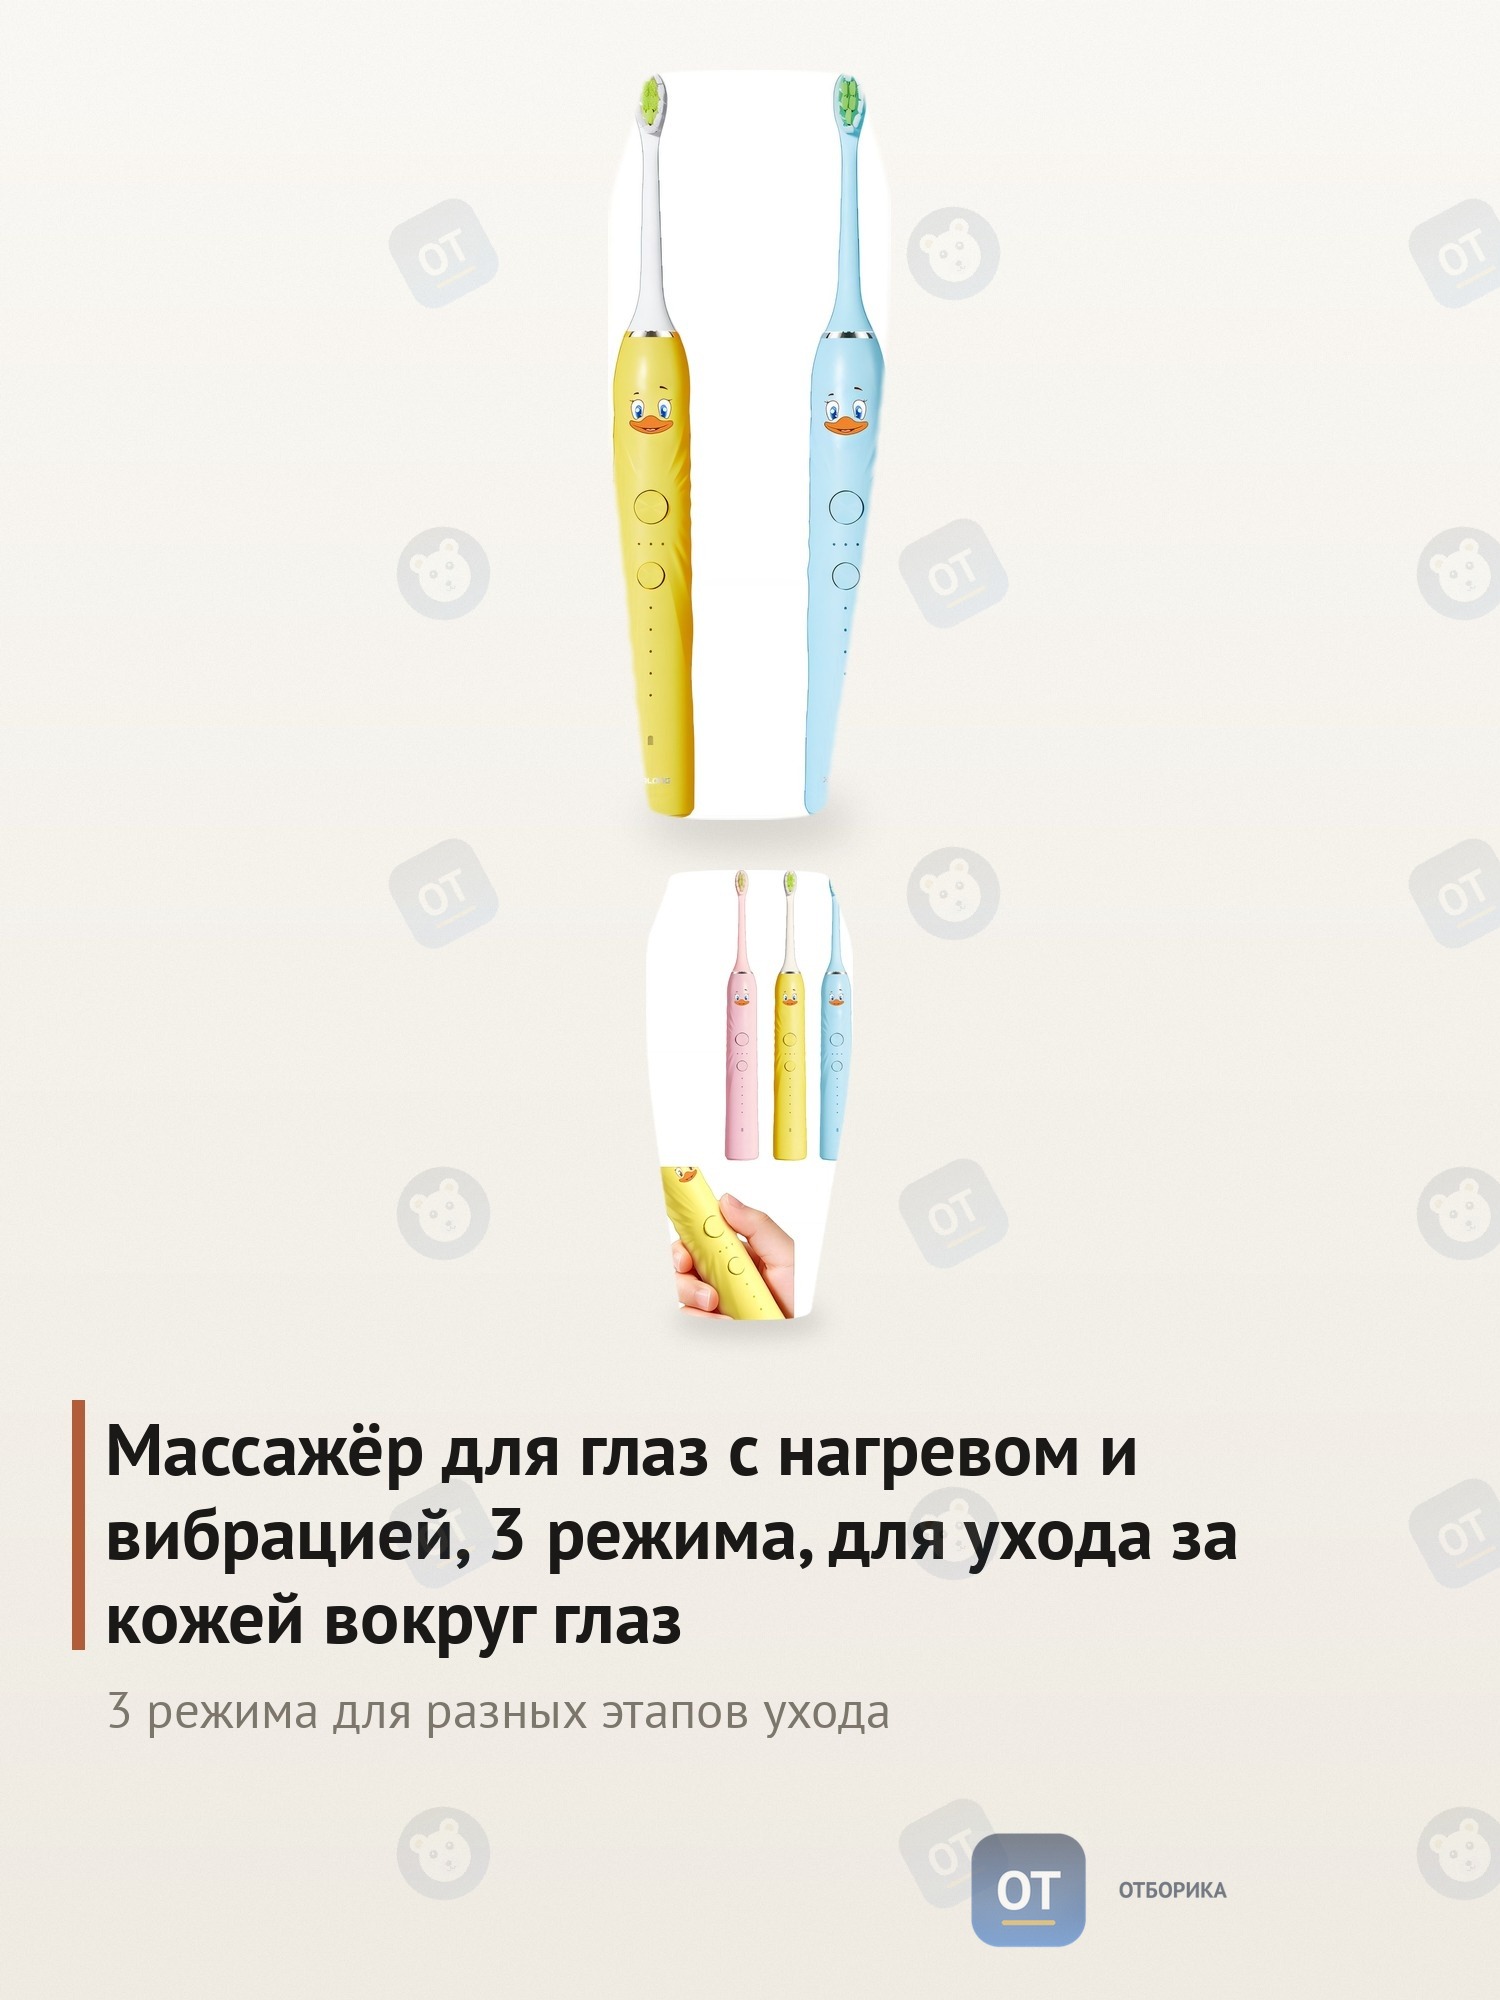 Массажёр для глаз с нагревом и
вибрацией, 3 режима, для ухода за
кожей вокруг глаз
3 режима для разных этапов ухода
ОТ
ОТБОРИКА